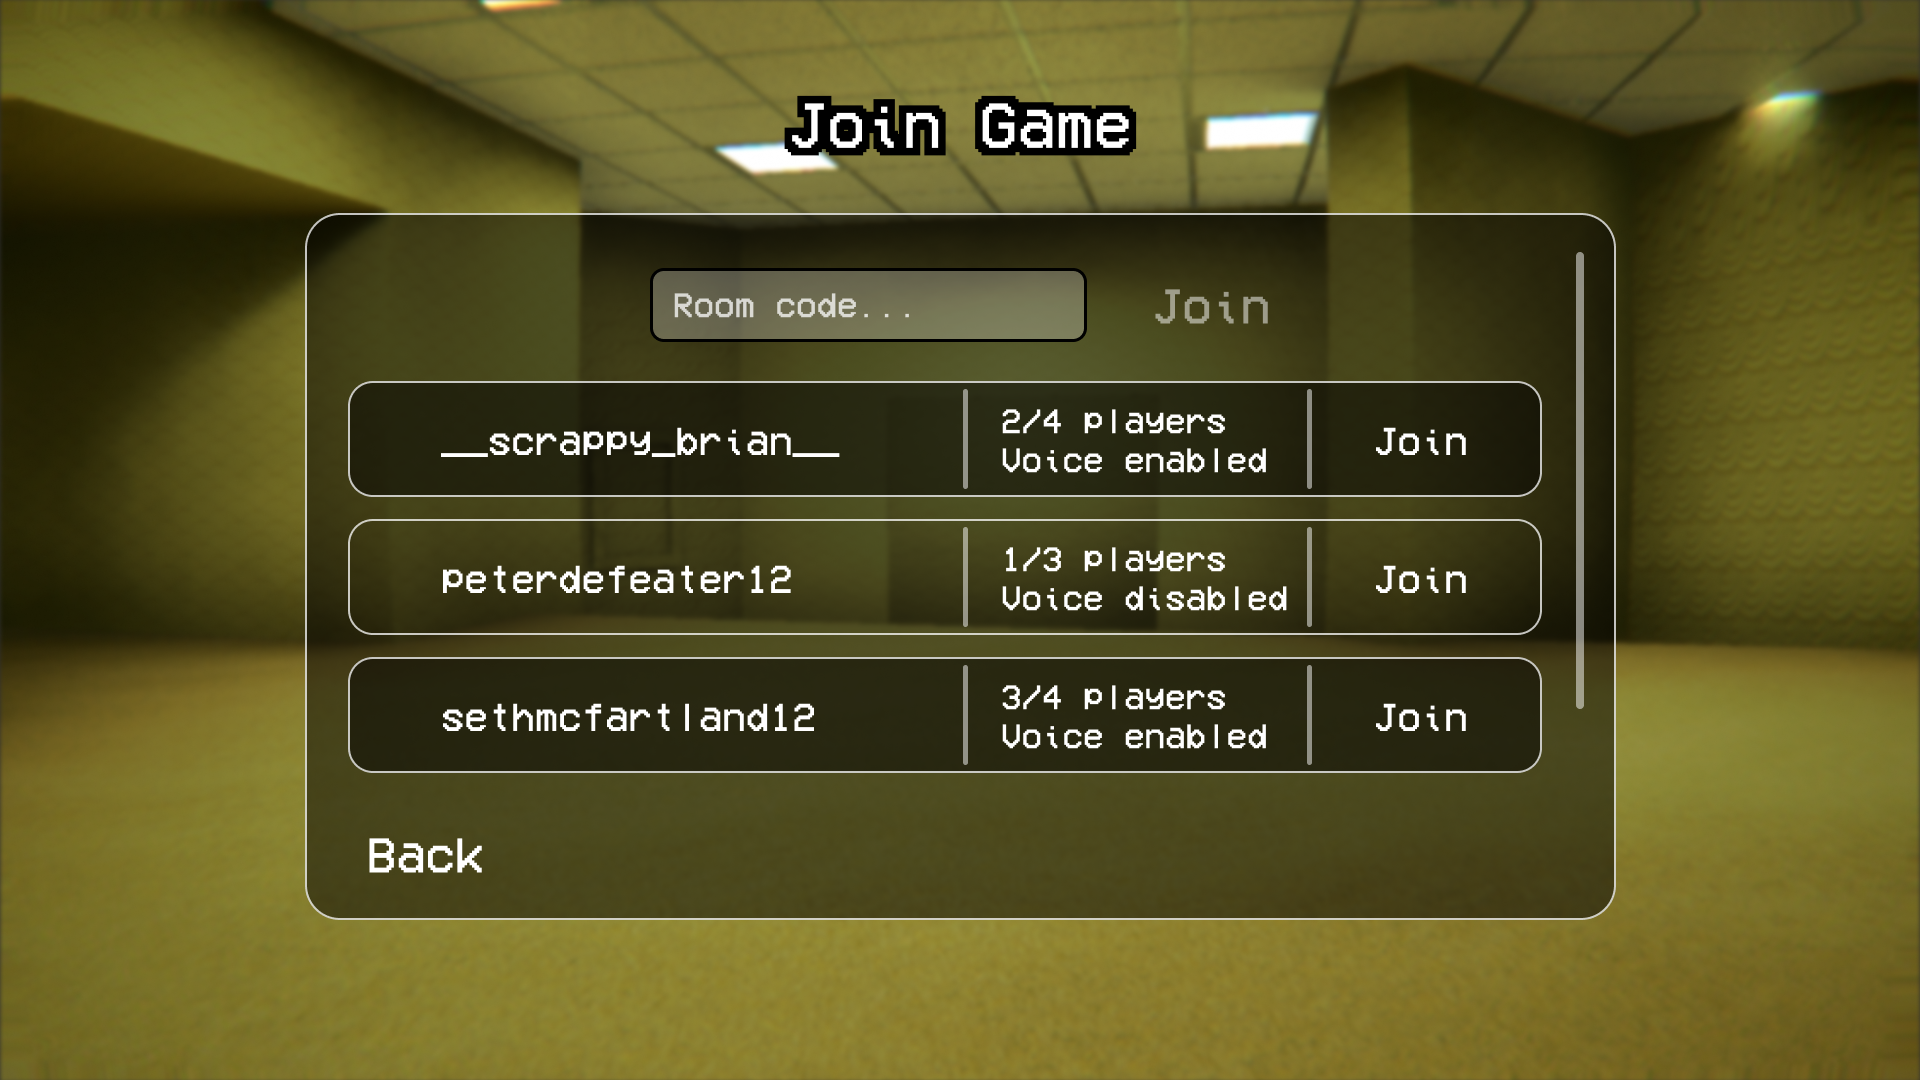 Join Game
Room code...
Join
__scrappy_brian__
2/4 players
Voice enabled
Join
peterdefeater12
1/3 players
Voice disabled
Join
sethmcfartland12
3/4 players
Voice enabled
Join
Back